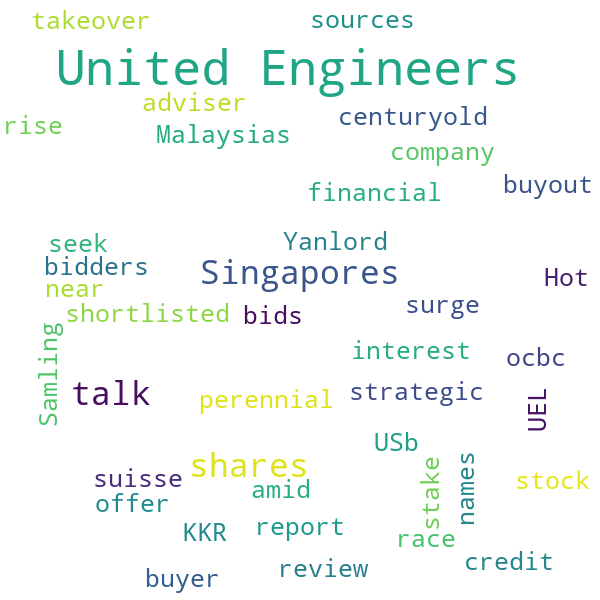 takeover
sources
United Engineers
adviser
centuryold
rise
Malaysias
company
buyout
financial
seek
Yanlord
bidders
Singapores
Hot
near
surge
shortlisted
bids
Samling
interest
ocbc
talk
perennial
strategic
UEL
USb
shares
suisse
amid
stake
names
stock
offer
KKR
report
race
credit
review
buyer